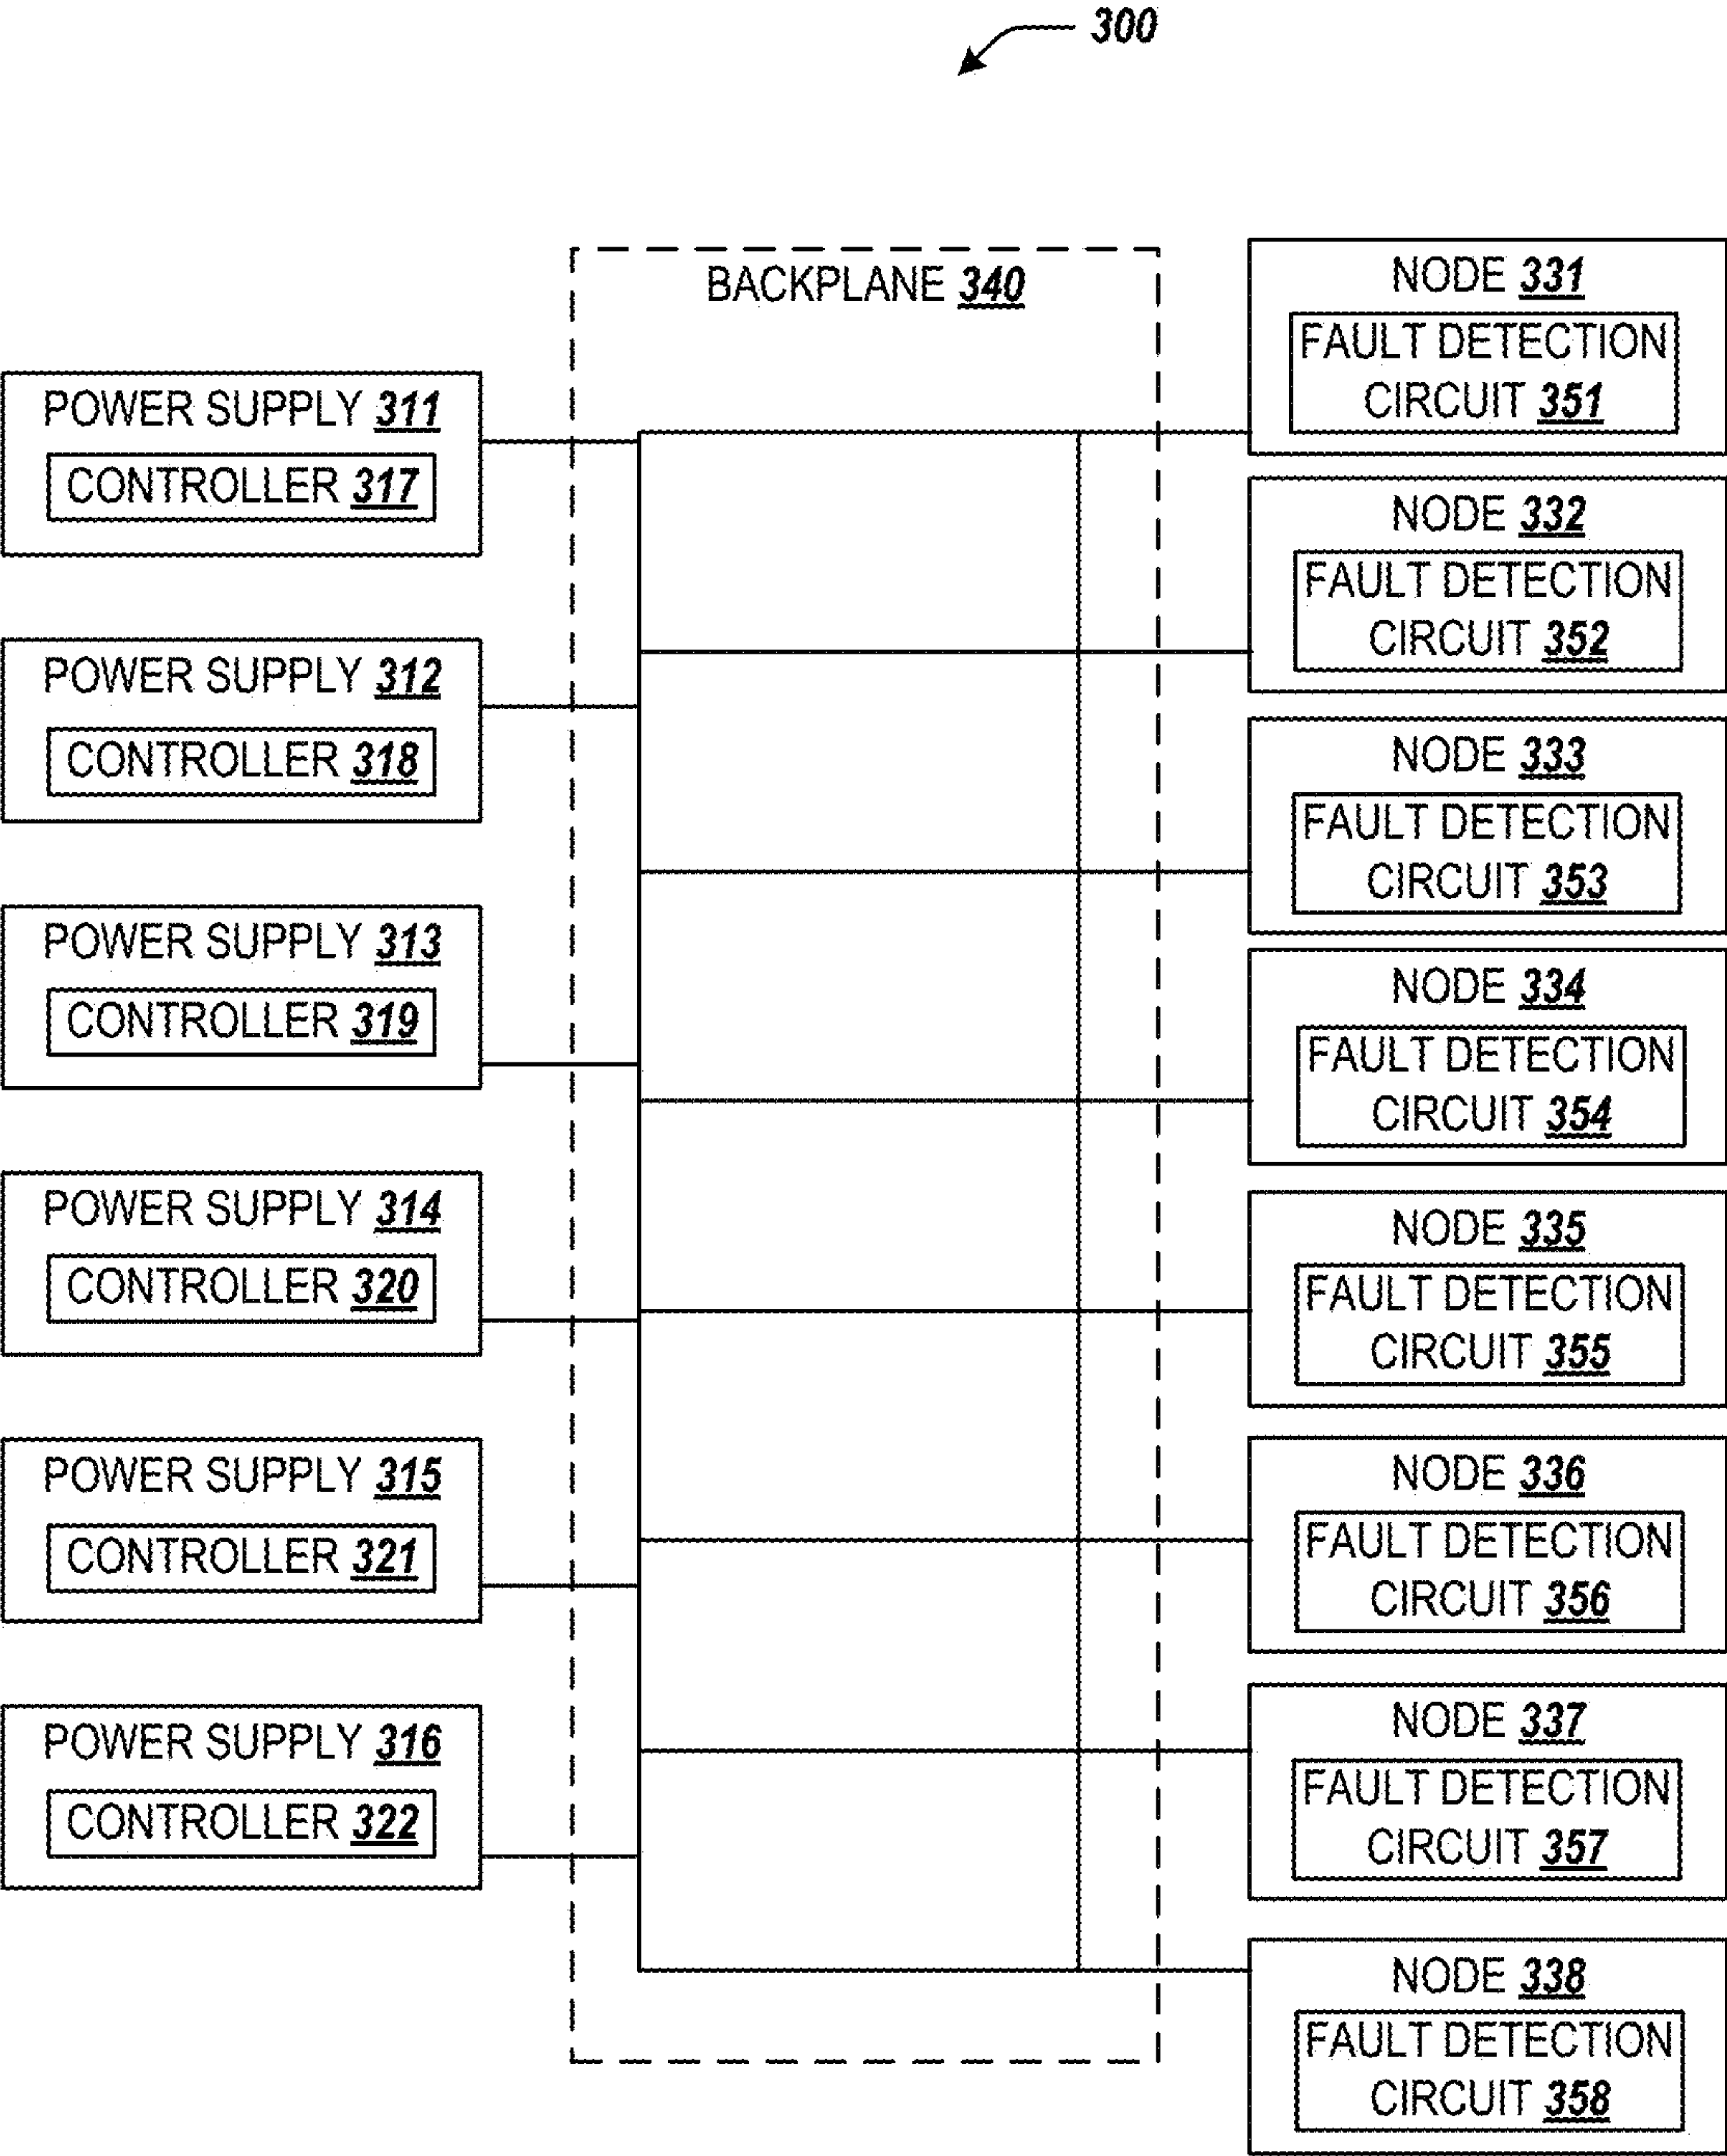 300
BACKPLANE 340
POWER SUPPLY 311
CONTROLLER 317
POWER SUPPLY 312
CONTROLLER 318
POWER SUPPLY 313
CONTROLLER 319
POWER SUPPLY 314
CONTROLLER 320
POWER SUPPLY 315
CONTROLLER 321
POWER SUPPLY 316
CONTROLLER 322
NODE 331
FAULT DETECTION
CIRCUIT 351
NODE 332
FAULT DETECTION
CIRCUIT 352
NODE 333
FAULT DETECTION
CIRCUIT 353
NODE 334
FAULT DETECTION
CIRCUIT 354
NODE 335
FAULT DETECTION
CIRCUIT 355
NODE 336
FAULT DETECTION
CIRCUIT 356
NODE 337
FAULT DETECTION
CIRCUIT 357
NODE 338
FAULT DETECTION
CIRCUIT 358